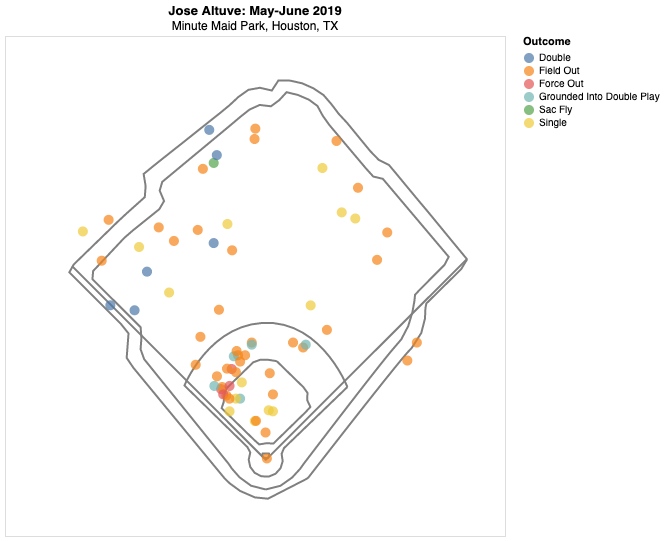 Jose Altuve: May-June 2019
Minute Maid Park, Houston, TX
Outcome
Double
Field Out
Force Out
Grounded Into Double Play
Sac Fly
Single